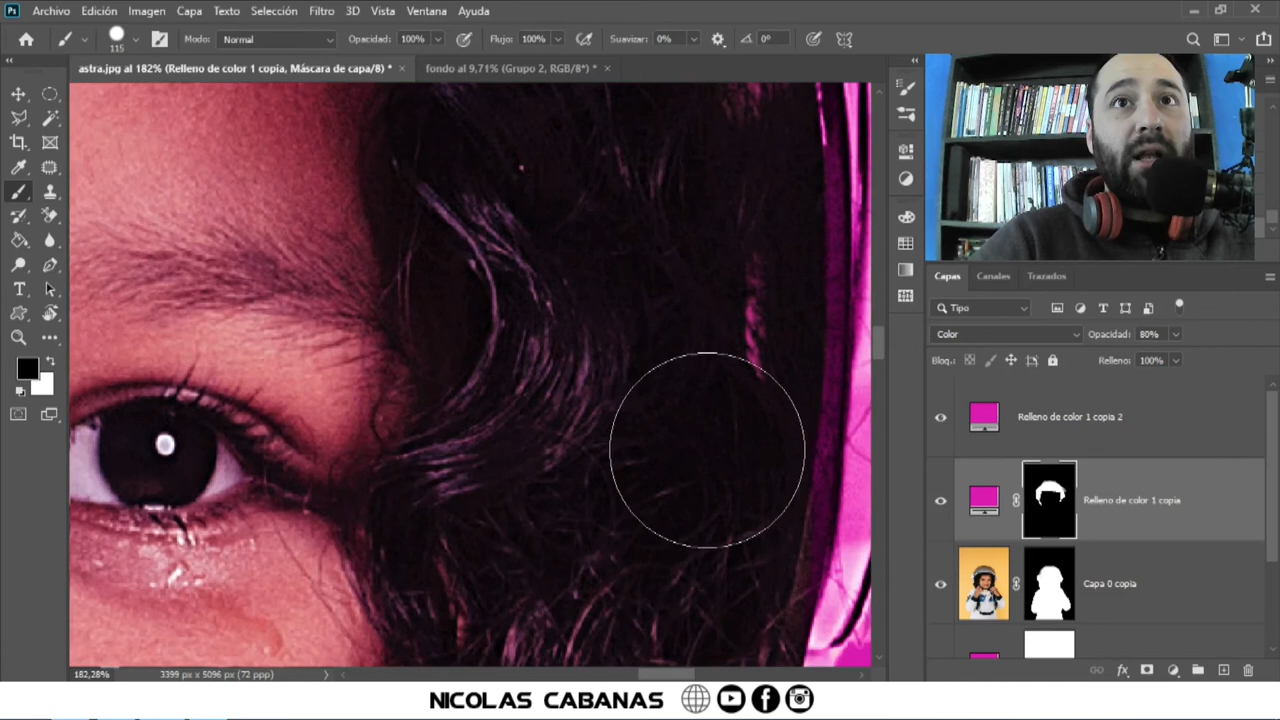 Ps Archivo Edición Imagen Capa Texto Selección Filtro 3D Vista Ventana Ayuda
115 Modo: Normal Opacidad: 100% Flujo: 100% Suavizar: 0% 0°
astra.jpg al 182% (Relleno de color 1 copia, Máscara de capa/8) * × fondo al 9,71% (Grupo 2, RGB/8*) * ×
Capas Canales Trazados
Tipo
Color Opacidad: 80%
Bloq.: Relleno: 100%
Relleno de color 1 copia 2
Relleno de color 1 copia
Capa 0 copia
182,28% 3399 px x 5096 px (72 ppp)
NICOLAS CABANAS